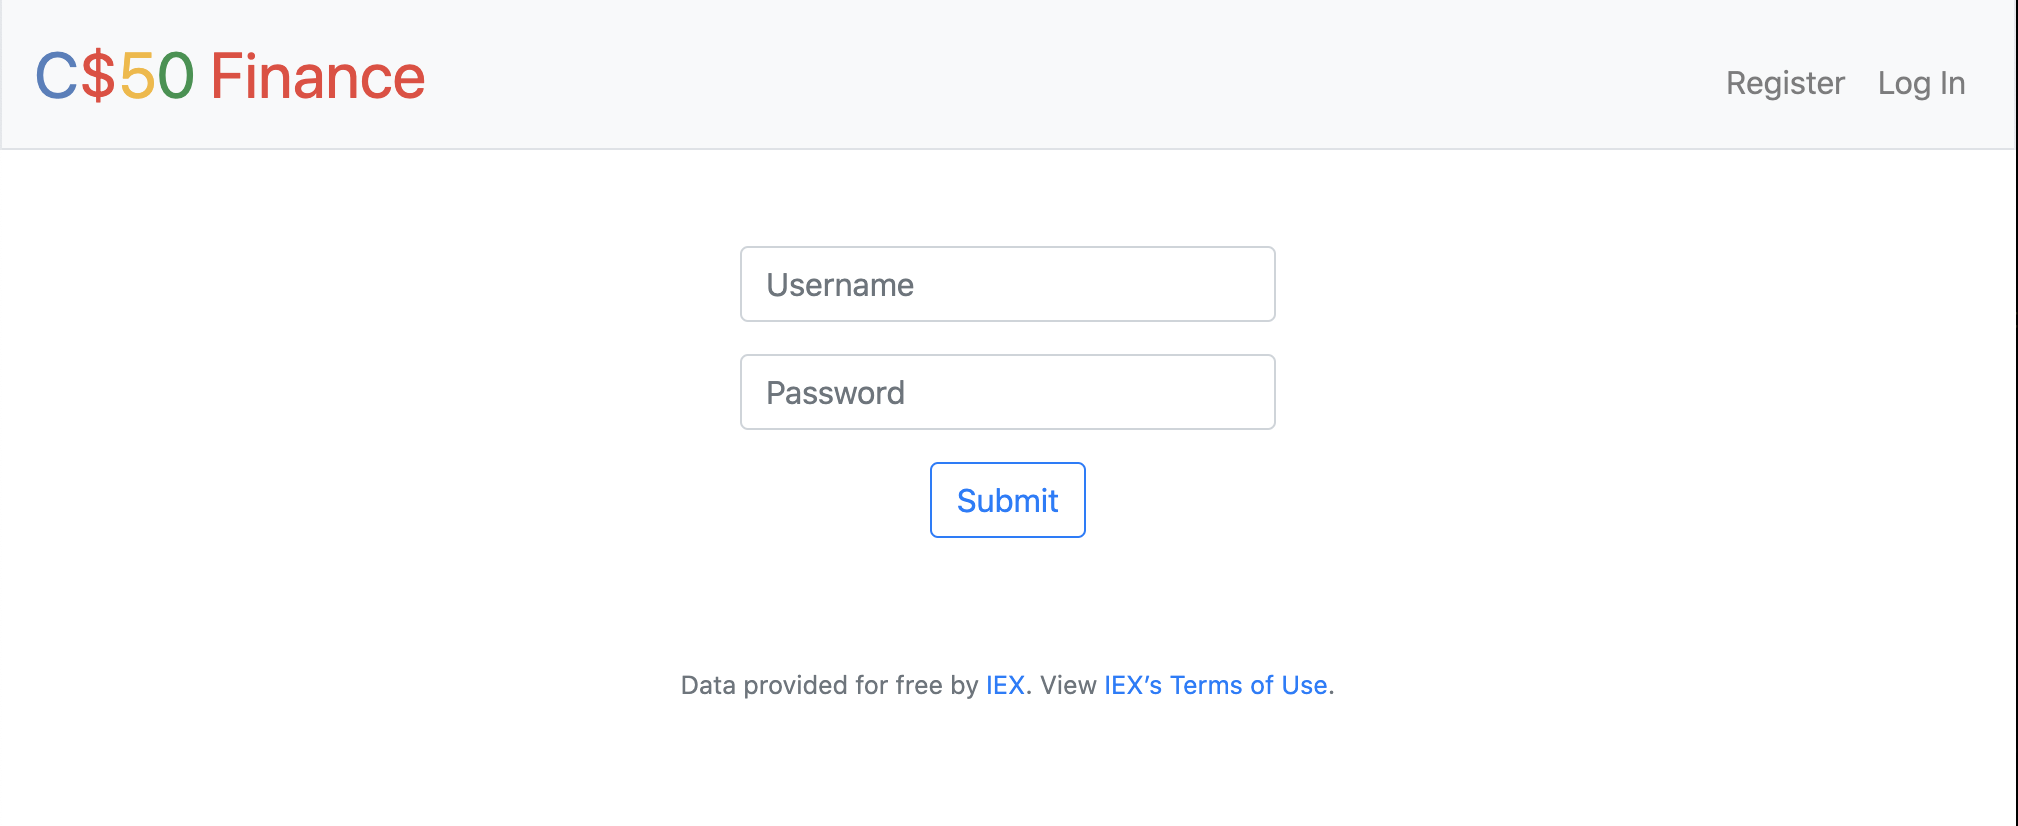 C$50 Finance
Register Log In
Username
Password
Submit
Data provided for free by IEX. View IEX’s Terms of Use.